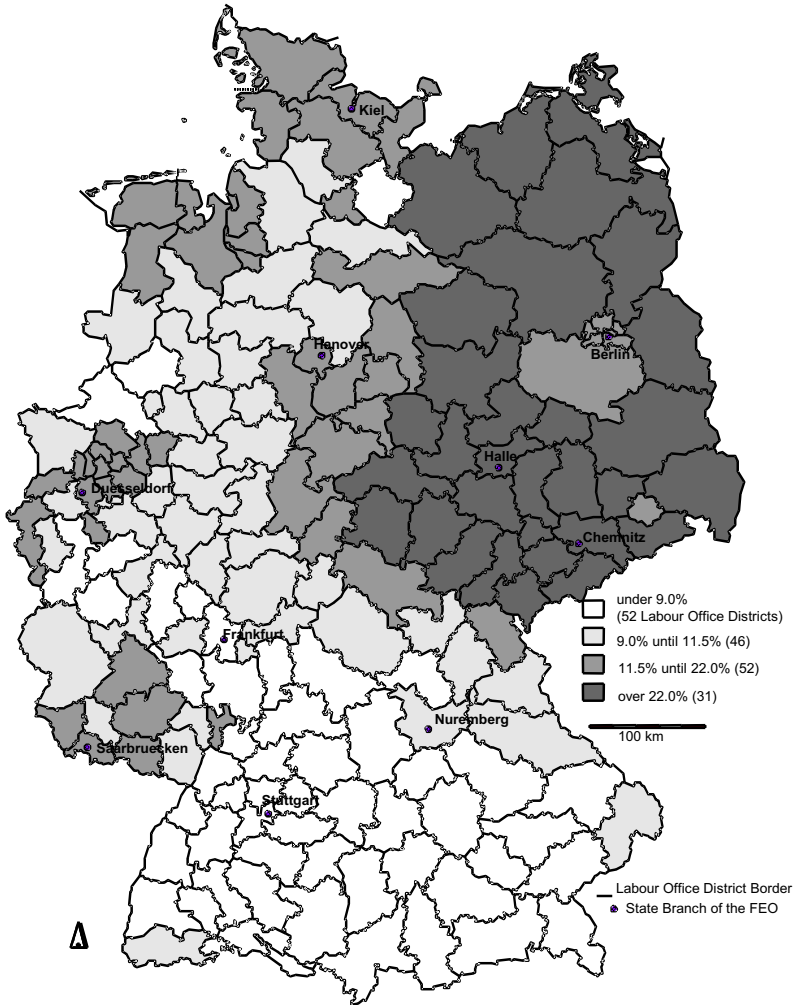 Kiel
Hanover
Berlin
Halle
Duesseldorf
Chemnitz
under 9.0%
(52 Labour Office Districts)
9.0% until 11.5% (46)
11.5% until 22.0% (52)
over 22.0% (31)
Frankfurt
Nuremberg
100 km
Saarbruecken
Stuttgart
Labour Office District Border
State Branch of the FEO